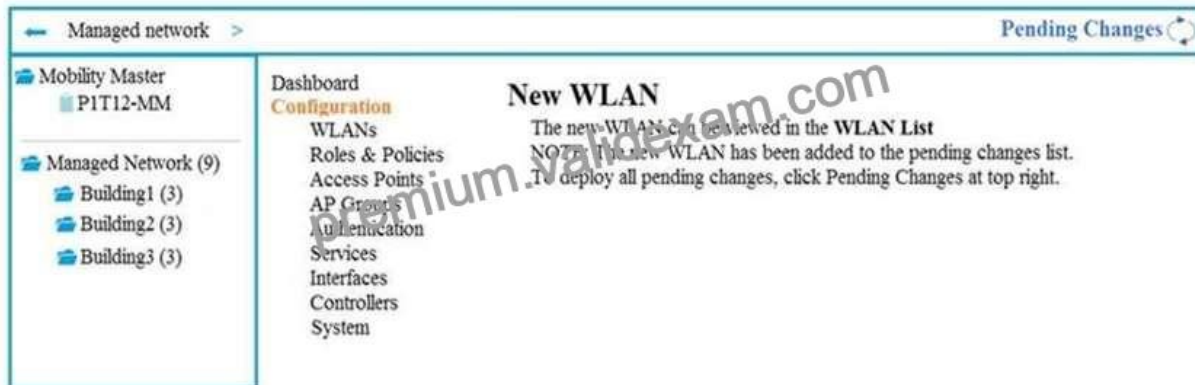 Managed network >
Pending Changes
Mobility Master
P1T12-MM
Managed Network (9)
Building1 (3)
Building2 (3)
Building3 (3)
Dashboard
Configuration
WLANs
Roles & Policies
Access Points
AP Groups
Authentication
Services
Interfaces
Controllers
System
New WLAN
The new WLAN can be viewed in the WLAN List
NOTE: The new WLAN has been added to the pending changes list.
To deploy all pending changes, click Pending Changes at top right.
premium.validexam.com